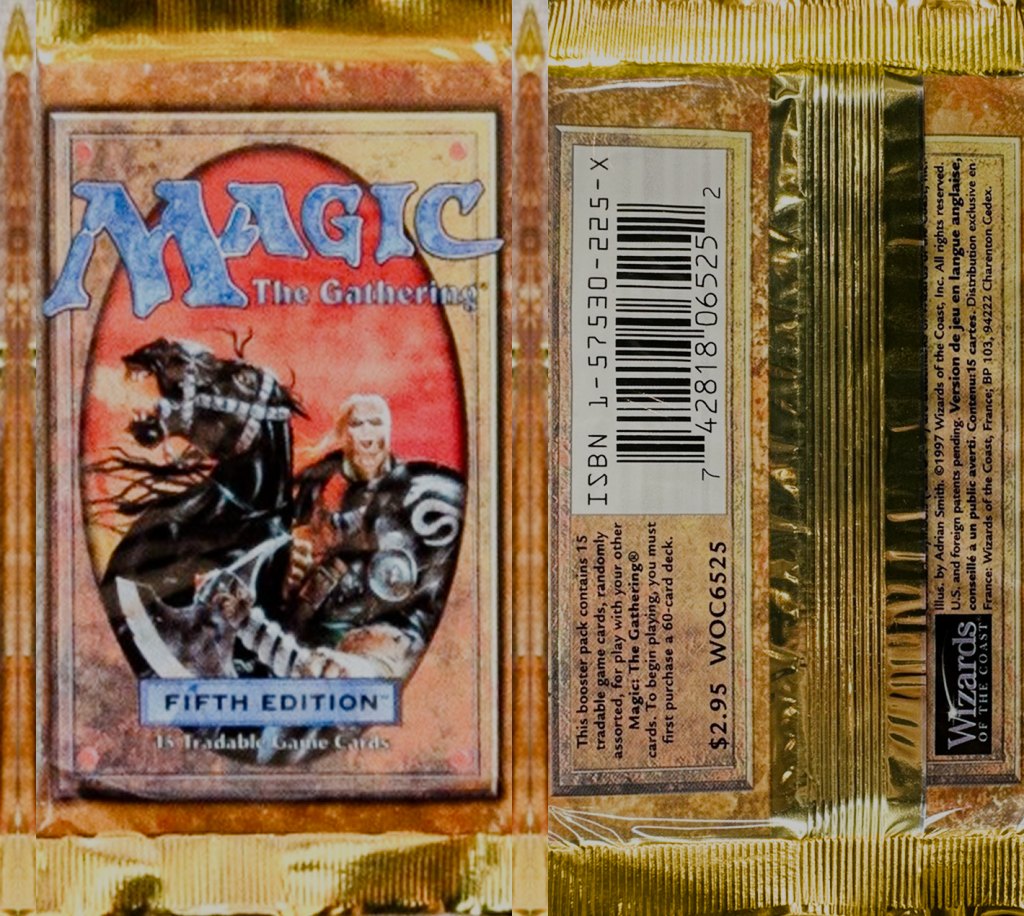 MAGIC
The Gathering
FIFTH EDITION™
15 Tradable Game Cards
ISBN 1-57530-225-X
7 42818 06525 2
This booster pack contains 15
tradable game cards, randomly
assorted, for play with your other
Magic: The Gathering®
cards. To begin playing, you must
first purchase a 60-card deck.
$2.95 WOC6525
Illus. by Adrian Smith. ©1997 Wizards of the Coast, Inc. All rights reserved.
U.S. and foreign patents pending. Version de jeu en langue anglaise,
conseillé à un public averti. Contenu:15 cartes. Distribution exclusive en
France: Wizards of the Coast, France; BP 103, 94222 Charenton Cedex.
Wizards
OF THE COAST